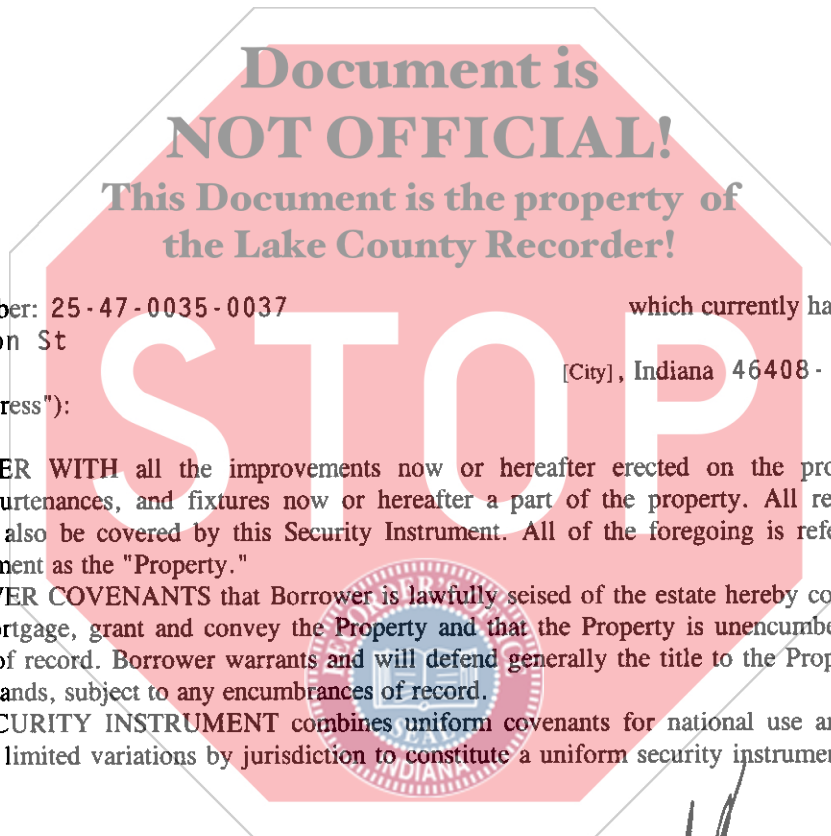 Document is
NOT OFFICIAL!
This Document is the property of
the Lake County Recorder!
ber: 25-47-0035-0037 which currently ha
on St
[City], Indiana 46408-
ress"):
STOP
ER WITH all the improvements now or hereafter erected on the pro
urtenances, and fixtures now or hereafter a part of the property. All re
also be covered by this Security Instrument. All of the foregoing is refe
ment as the "Property."
VER COVENANTS that Borrower is lawfully seised of the estate hereby co
ortgage, grant and convey the Property and that the Property is unencumbe
of record. Borrower warrants and will defend generally the title to the Prop
ands, subject to any encumbrances of record.
CURITY INSTRUMENT combines uniform covenants for national use an
limited variations by jurisdiction to constitute a uniform security instrumen
SEAL
INDIANA